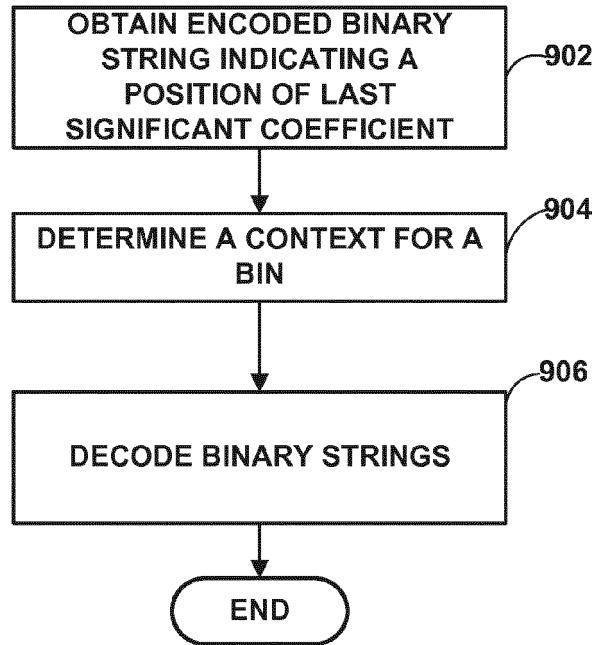 OBTAIN ENCODED BINARY
STRING INDICATING A
POSITION OF LAST
SIGNIFICANT COEFFICIENT
902
DETERMINE A CONTEXT FOR A
BIN
904
DECODE BINARY STRINGS
906
END